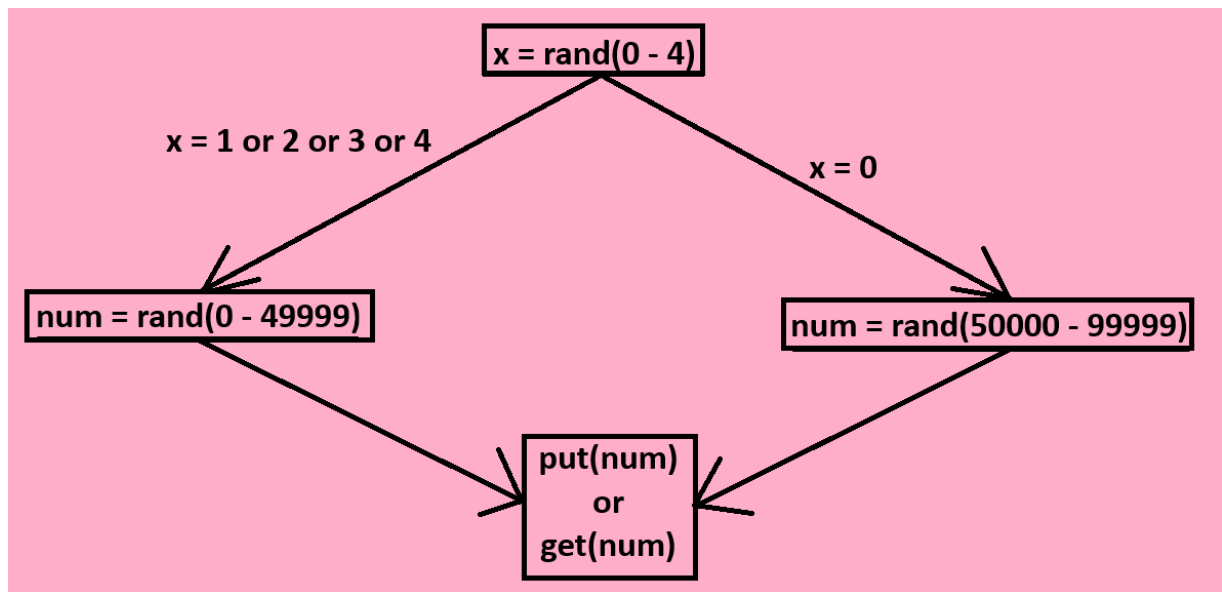 x = rand(0 - 4)
x = 1 or 2 or 3 or 4
x = 0
num = rand(0 - 49999)
num = rand(50000 - 99999)
put(num)
or
get(num)